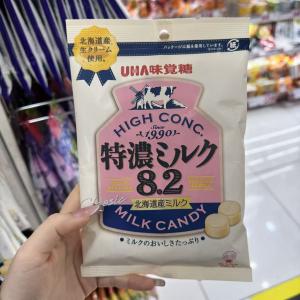 北海道産
生クリーム
使用。
UHA味覚糖
HIGH CONC.
Since
1990
特濃ミルク
8.2
北海道産ミルク
MILK CANDY
ミルクのおいしさたっぷり